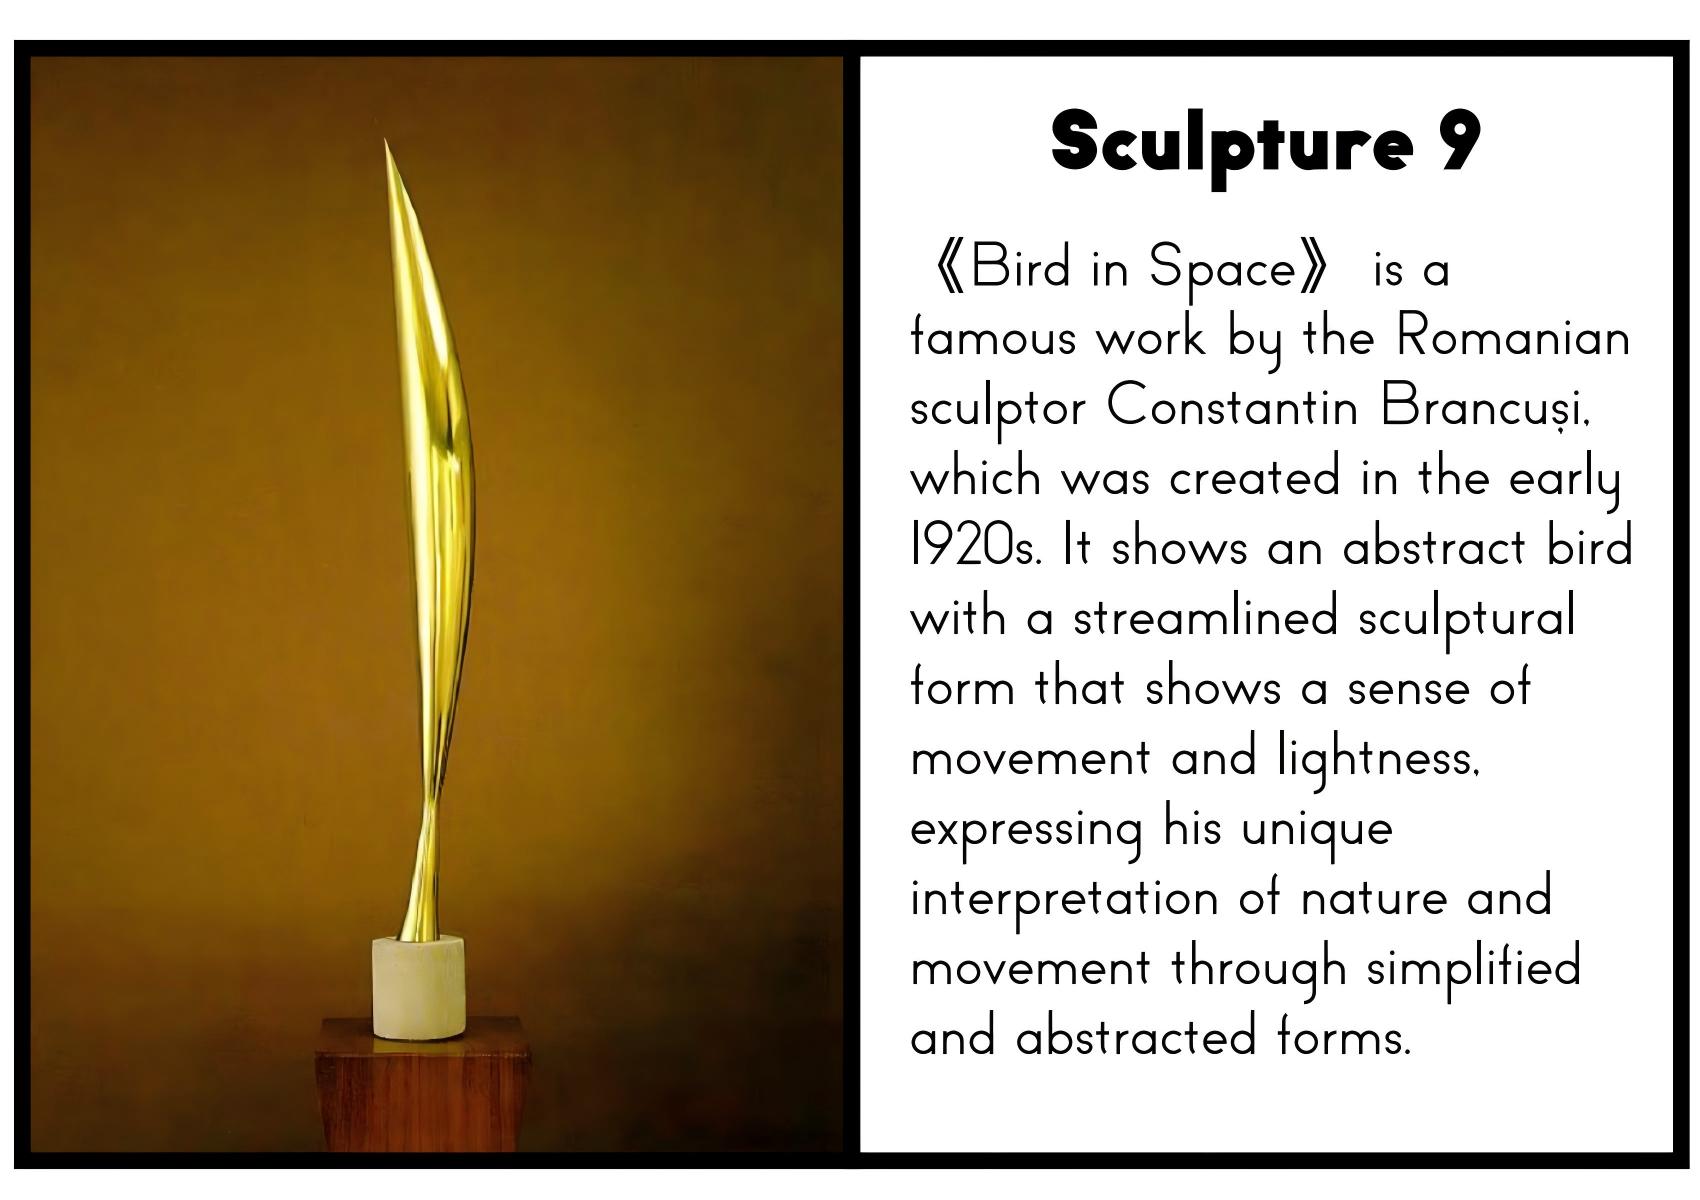 Sculpture 9
《Bird in Space》 is a
famous work by the Romanian
sculptor Constantin Brancuși,
which was created in the early
1920s. It shows an abstract bird
with a streamlined sculptural
form that shows a sense of
movement and lightness,
expressing his unique
interpretation of nature and
movement through simplified
and abstracted forms.